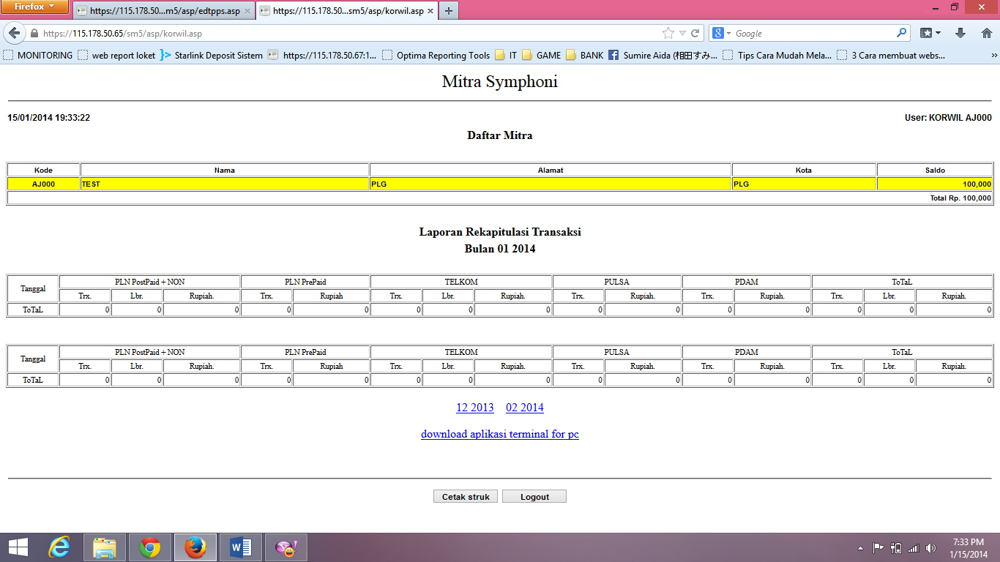 Firefox
https://115.178.50...m5/asp/edtpps.asp
https://115.178.50...sm5/asp/korwil.asp
https://115.178.50.65/sm5/asp/korwil.asp
Google
MONITORING web report loket Starlink Deposit Sistem https://115.178.50.67:1... Optima Reporting Tools IT GAME BANK Sumire Aida (相田すみ... Tips Cara Mudah Mela... 3 Cara membuat webs... »
Mitra Symphoni
15/01/2014 19:33:22 User: KORWIL AJ000
Daftar Mitra
Kode Nama Alamat Kota Saldo
AJ000 TEST PLG PLG 100,000
Total Rp. 100,000
Laporan Rekapitulasi Transaksi
Bulan 01 2014
Tanggal PLN PostPaid + NON PLN PrePaid TELKOM PULSA PDAM ToTaL
Trx. Lbr. Rupiah. Trx. Rupiah Trx. Lbr. Rupiah. Trx. Rupiah. Trx. Rupiah. Trx. Lbr. Rupiah.
ToTaL 0 0 0 0 0 0 0 0 0 0 0 0 0 0 0
Tanggal PLN PostPaid + NON PLN PrePaid TELKOM PULSA PDAM ToTaL
Trx. Lbr. Rupiah. Trx. Rupiah Trx. Lbr. Rupiah. Trx. Rupiah. Trx. Rupiah. Trx. Lbr. Rupiah.
ToTaL 0 0 0 0 0 0 0 0 0 0 0 0 0 0 0
12 2013 02 2014
download aplikasi terminal for pc
Cetak struk Logout
7:33 PM
1/15/2014